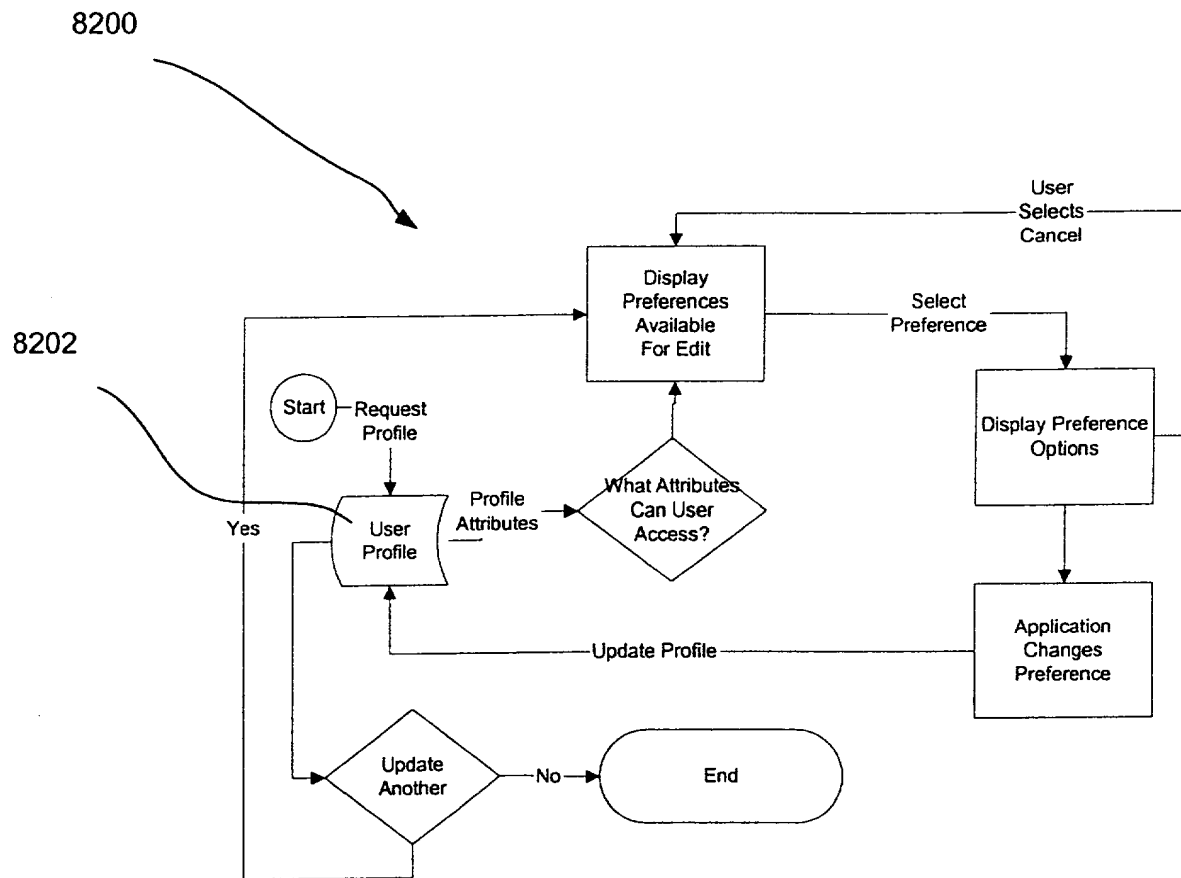 8200
User
Selects
Cancel
Display
Preferences
Available
For Edit
Select
Preference
8202
Start
Request
Profile
Display Preference
Options
What Attributes
Can User
Access?
Profile
Attributes
User
Profile
Yes
Application
Changes
Preference
Update Profile
Update
Another
No
End